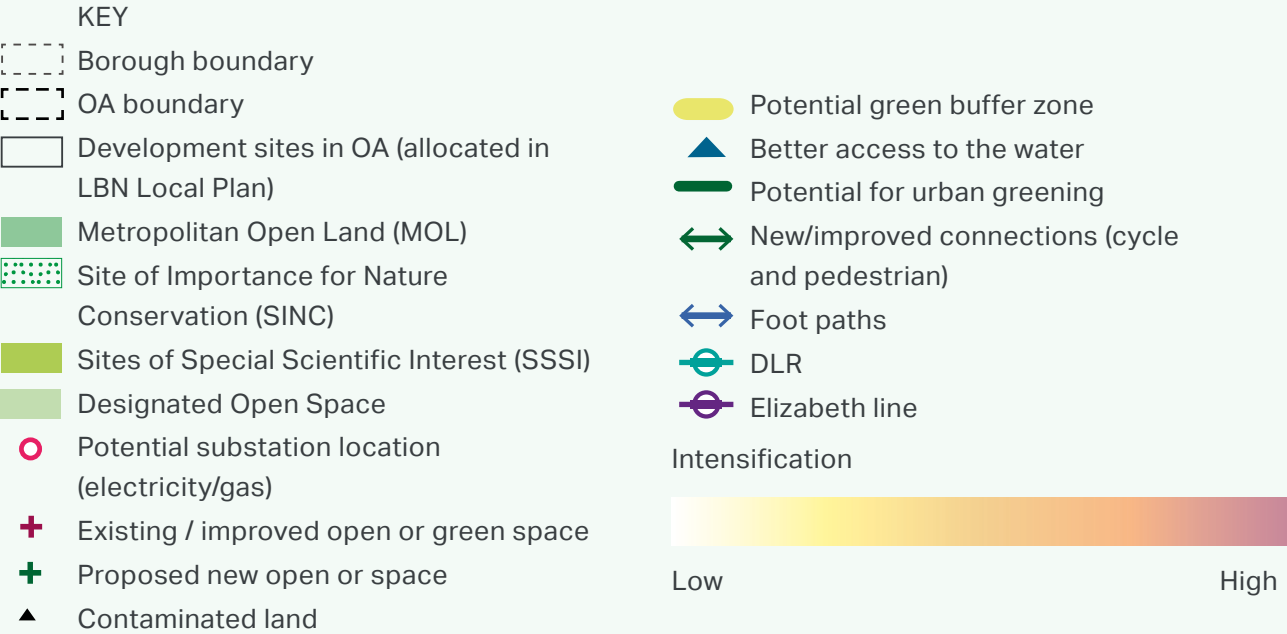 KEY
Borough boundary
OA boundary
Development sites in OA (allocated in
LBN Local Plan)
Metropolitan Open Land (MOL)
Site of Importance for Nature
Conservation (SINC)
Sites of Special Scientific Interest (SSSI)
Designated Open Space
Potential substation location
(electricity/gas)
Existing / improved open or green space
Proposed new open or space
Contaminated land
Potential green buffer zone
Better access to the water
Potential for urban greening
New/improved connections (cycle
and pedestrian)
Foot paths
DLR
Elizabeth line
Intensification
Low
High